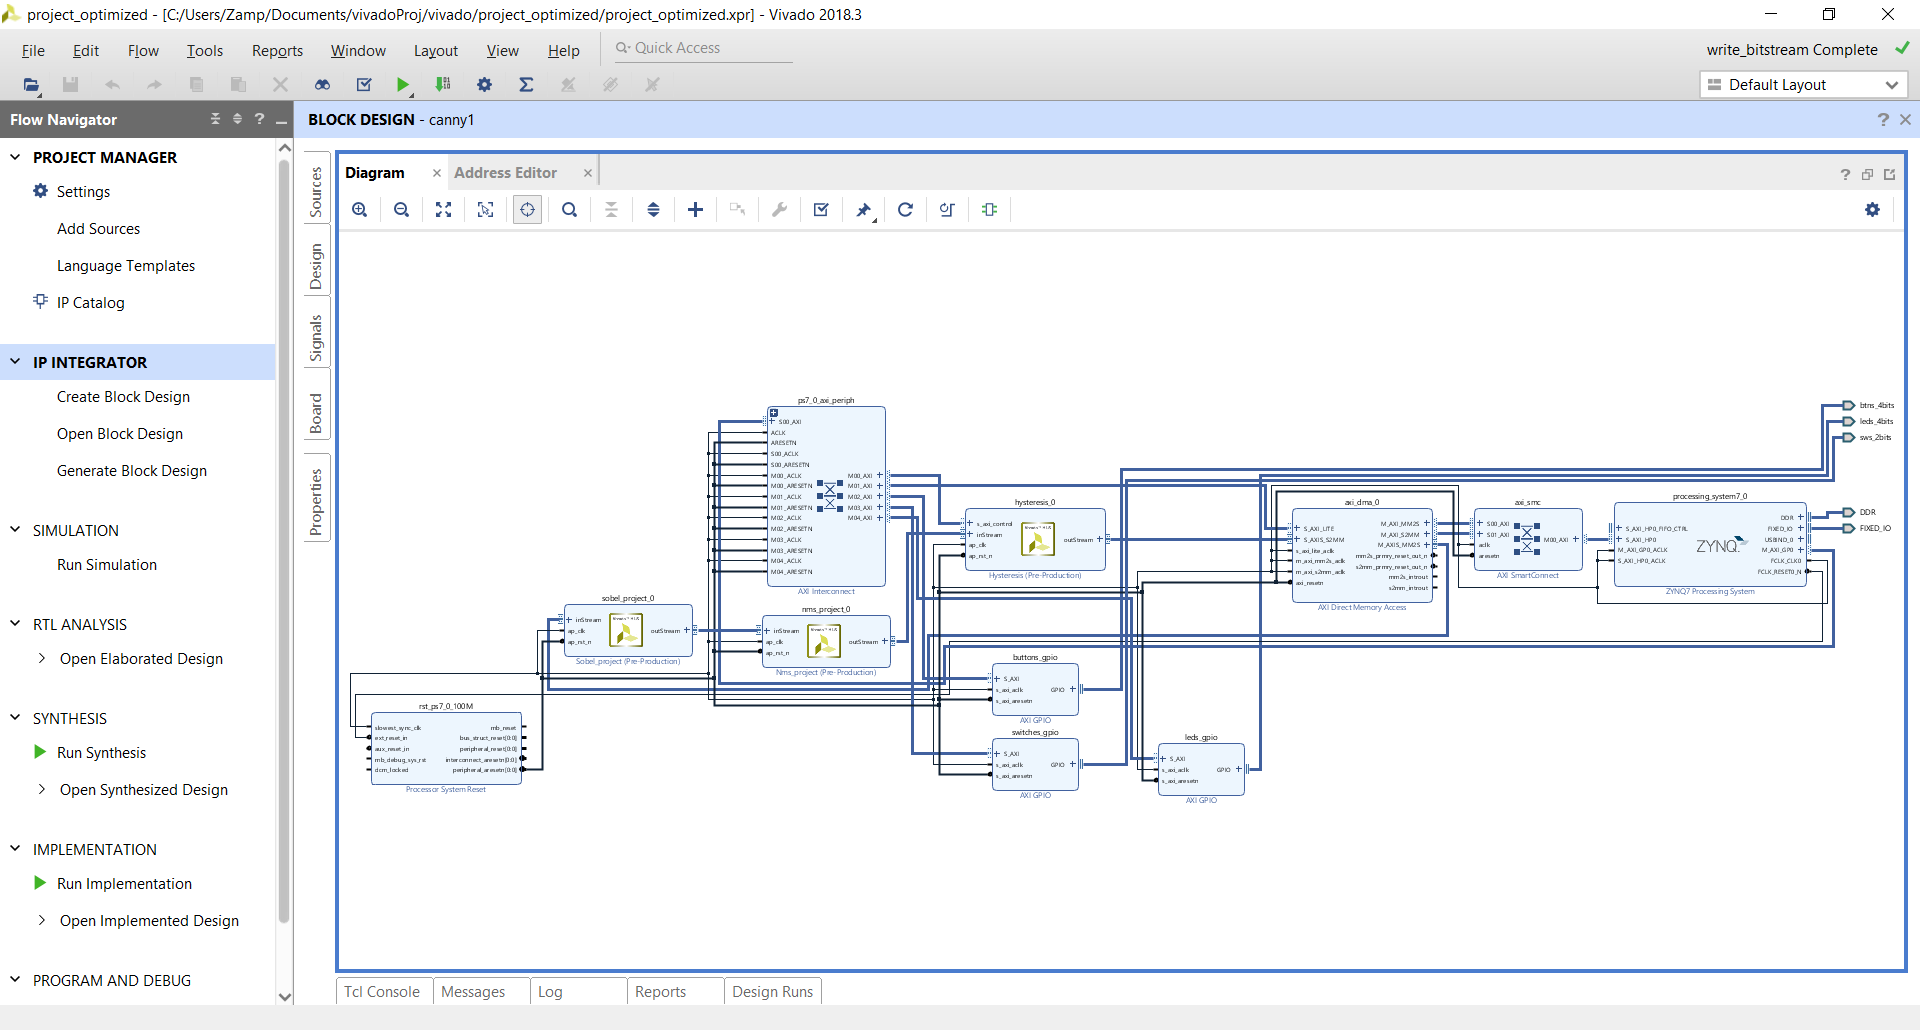 project_optimized - [C:/Users/Zamp/Documents/vivadoProj/vivado/project_optimized/project_optimized.xpr] - Vivado 2018.3
File Edit Flow Tools Reports Window Layout View Help Quick Access
write_bitstream Complete
Default Layout
Flow Navigator
PROJECT MANAGER
Settings
Add Sources
Language Templates
IP Catalog
IP INTEGRATOR
Create Block Design
Open Block Design
Generate Block Design
SIMULATION
Run Simulation
RTL ANALYSIS
Open Elaborated Design
SYNTHESIS
Run Synthesis
Open Synthesized Design
IMPLEMENTATION
Run Implementation
Open Implemented Design
PROGRAM AND DEBUG
BLOCK DESIGN - canny1
Sources
Design
Signals
Board
Properties
Diagram
Address Editor
ps7_0_axi_periph
S00_AXI
ACLK
ARESETN
S00_ACLK
S00_ARESETN
M00_ACLK
M00_ARESETN
M01_ACLK
M01_ARESETN
M02_ACLK
M02_ARESETN
M03_ACLK
M03_ARESETN
M04_ACLK
M04_ARESETN
M00_AXI
M01_AXI
M02_AXI
M03_AXI
M04_AXI
AXI Interconnect
sobel_project_0
inStream
ap_clk
ap_rst_n
outStream
Sobel_project (Pre-Production)
nms_project_0
inStream
ap_clk
ap_rst_n
outStream
Nms_project (Pre-Production)
rst_ps7_0_100M
slowest_sync_clk
ext_reset_in
aux_reset_in
mb_debug_sys_rst
dcm_locked
mb_reset
bus_struct_reset[0:0]
peripheral_reset[0:0]
interconnect_aresetn[0:0]
peripheral_aresetn[0:0]
Processor System Reset
hysteresis_0
s_axi_control
inStream
ap_clk
ap_rst_n
outStream
Hysteresis (Pre-Production)
buttons_gpio
S_AXI
s_axi_aclk
s_axi_aresetn
GPIO
AXI GPIO
switches_gpio
S_AXI
s_axi_aclk
s_axi_aresetn
GPIO
AXI GPIO
leds_gpio
S_AXI
s_axi_aclk
s_axi_aresetn
GPIO
AXI GPIO
axi_dma_0
S_AXI_LITE
S_AXIS_S2MM
s_axi_lite_aclk
m_axi_mm2s_aclk
m_axi_s2mm_aclk
axi_resetn
M_AXI_MM2S
M_AXI_S2MM
M_AXIS_MM2S
mm2s_prmry_reset_out_n
s2mm_prmry_reset_out_n
mm2s_introut
s2mm_introut
AXI Direct Memory Access
axi_smc
S00_AXI
S01_AXI
aclk
aresetn
M00_AXI
AXI SmartConnect
processing_system7_0
S_AXI_HP0_FIFO_CTRL
S_AXI_HP0
M_AXI_GP0_ACLK
S_AXI_HP0_ACLK
ZYNQ
DDR
FIXED_IO
USBIND_0
M_AXI_GP0
FCLK_CLK0
FCLK_RESET0_N
ZYNQ7 Processing System
btns_4bits
leds_4bits
sws_2bits
DDR
FIXED_IO
Tcl Console
Messages
Log
Reports
Design Runs